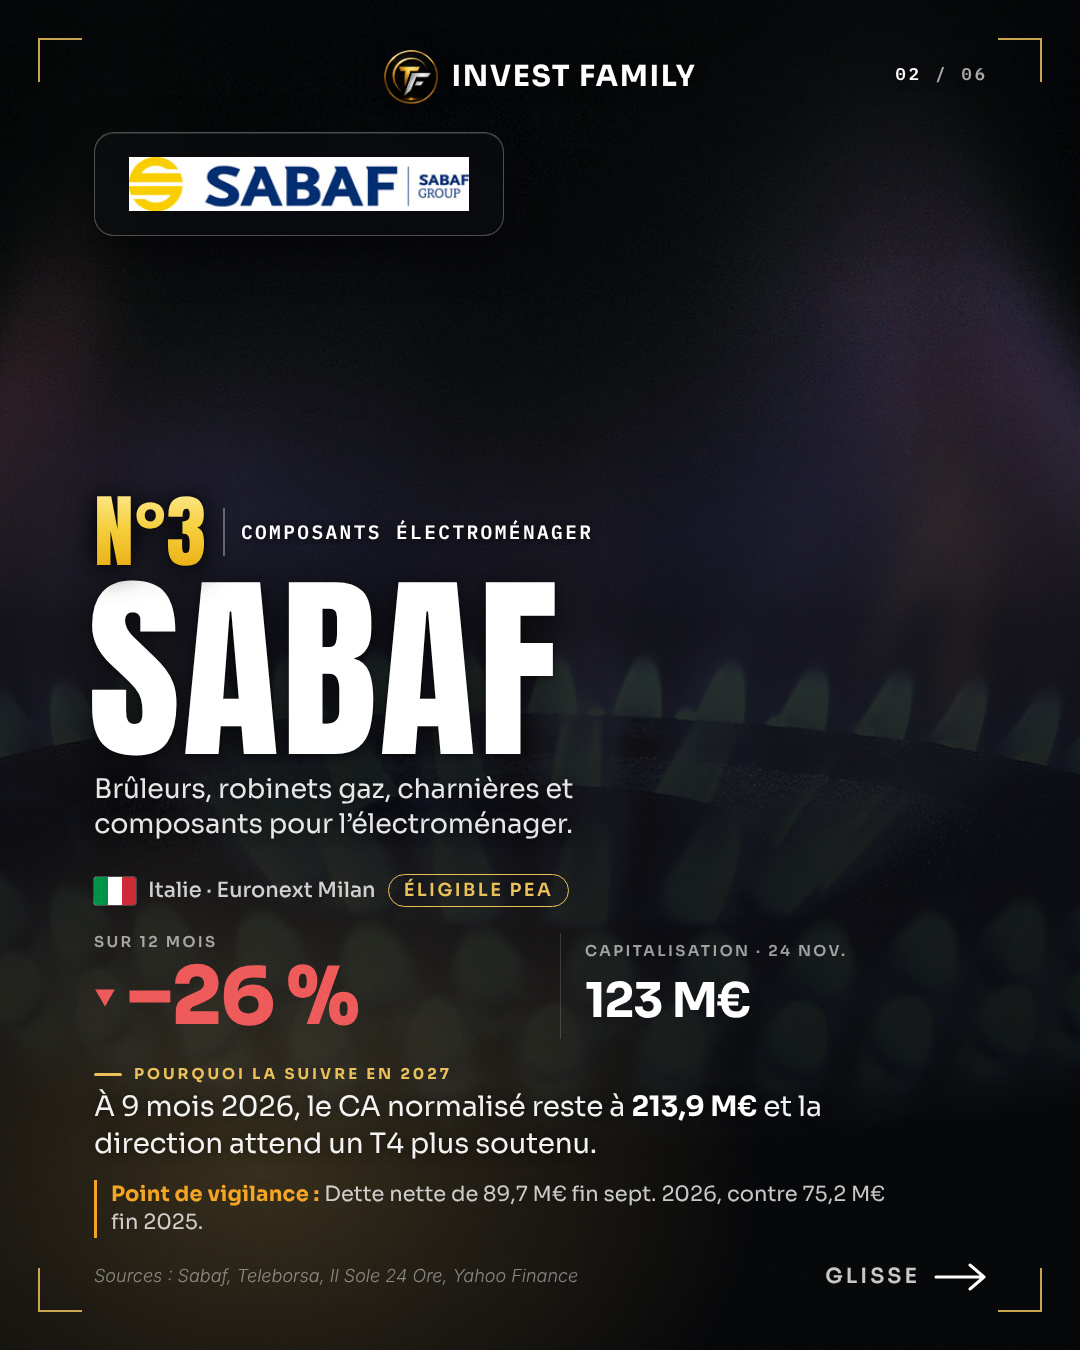 INVEST FAMILY
02 / 06
SABAF
SABAF
GROUP
N°3
COMPOSANTS ÉLECTROMÉNAGER
SABAF
Brûleurs, robinets gaz, charnières et
composants pour l’électroménager.
Italie · Euronext Milan
ÉLIGIBLE PEA
SUR 12 MOIS
▼ −26 %
CAPITALISATION · 24 NOV.
123 M€
POURQUOI LA SUIVRE EN 2027
À 9 mois 2026, le CA normalisé reste à 213,9 M€ et la
direction attend un T4 plus soutenu.
Point de vigilance : Dette nette de 89,7 M€ fin sept. 2026, contre 75,2 M€
fin 2025.
Sources : Sabaf, Teleborsa, Il Sole 24 Ore, Yahoo Finance
GLISSE